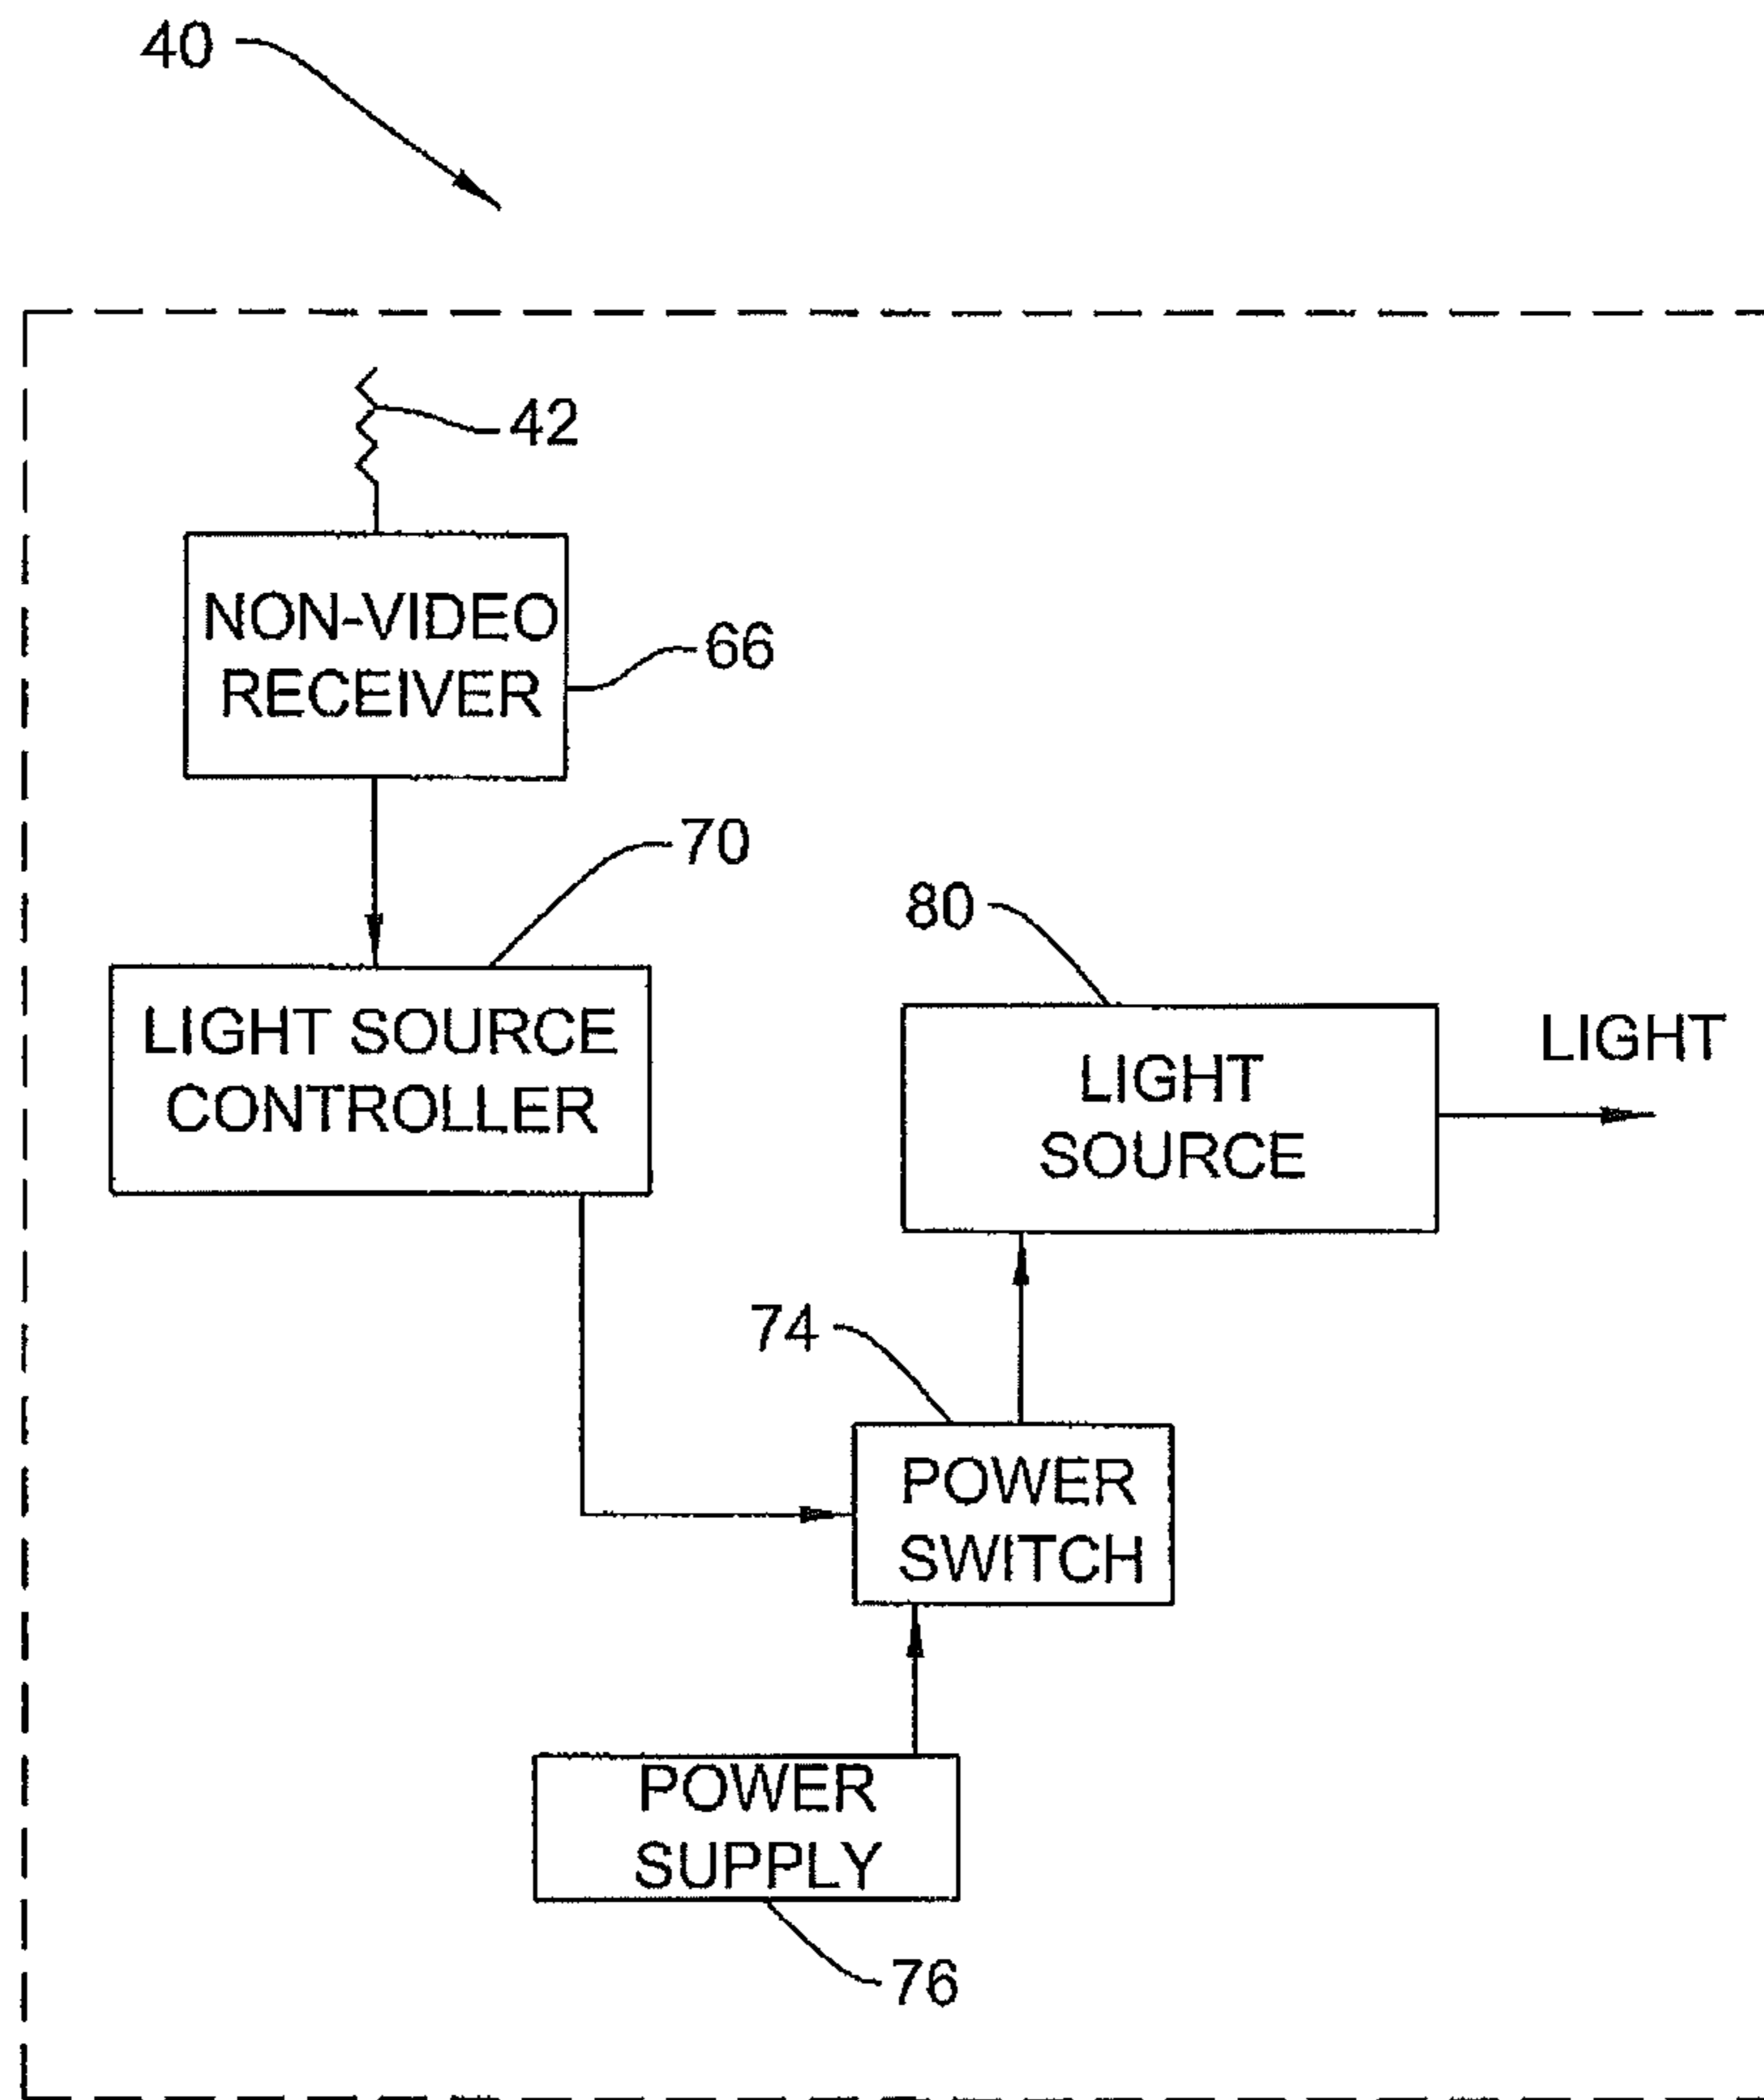 40
42
NON-VIDEO
RECEIVER
66
70
LIGHT SOURCE
CONTROLLER
80
LIGHT
SOURCE
LIGHT
74
POWER
SWITCH
POWER
SUPPLY
76